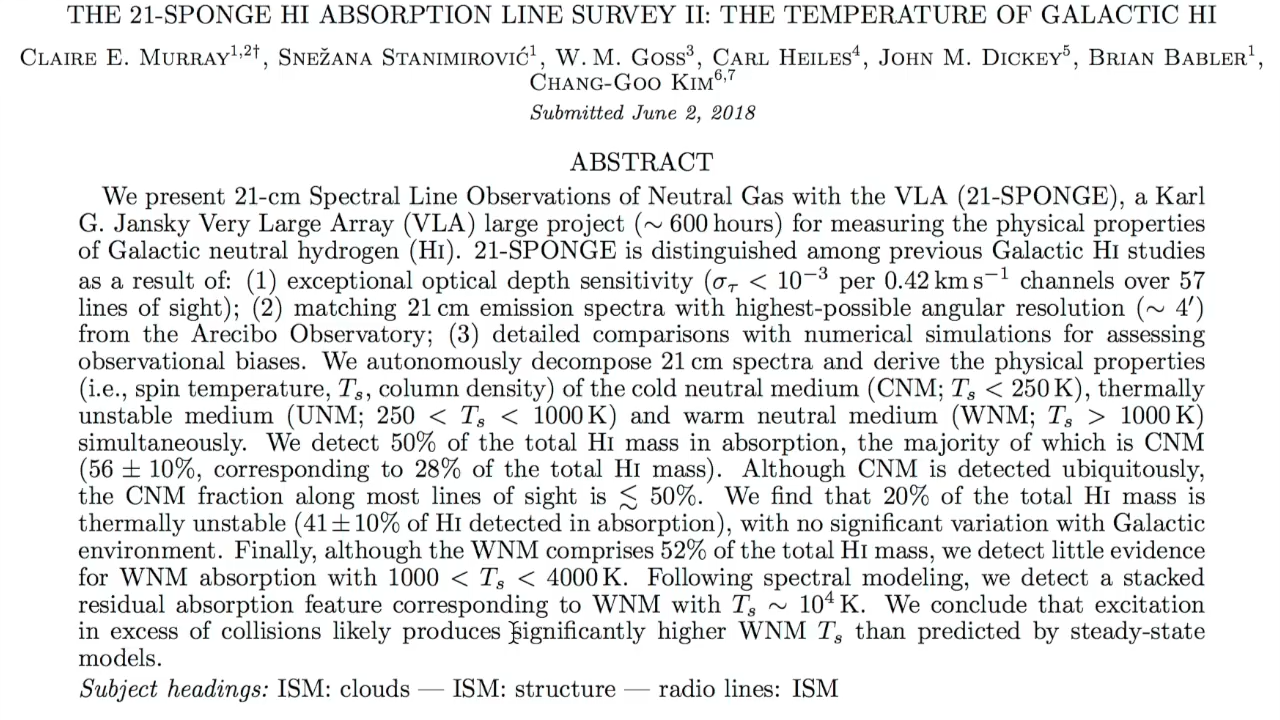 THE 21-SPONGE HI ABSORPTION LINE SURVEY II: THE TEMPERATURE OF GALACTIC HI
Claire E. Murray1,2†, Snežana Stanimirović1, W. M. Goss3, Carl Heiles4, John M. Dickey5, Brian Babler1,
Chang-Goo Kim6,7
Submitted June 2, 2018
ABSTRACT
We present 21-cm Spectral Line Observations of Neutral Gas with the VLA (21-SPONGE), a Karl
G. Jansky Very Large Array (VLA) large project (∼ 600 hours) for measuring the physical properties
of Galactic neutral hydrogen (HI). 21-SPONGE is distinguished among previous Galactic HI studies
as a result of: (1) exceptional optical depth sensitivity (στ < 10−3 per 0.42 km s−1 channels over 57
lines of sight); (2) matching 21 cm emission spectra with highest-possible angular resolution (∼ 4′)
from the Arecibo Observatory; (3) detailed comparisons with numerical simulations for assessing
observational biases. We autonomously decompose 21 cm spectra and derive the physical properties
(i.e., spin temperature, Ts, column density) of the cold neutral medium (CNM; Ts < 250 K), thermally
unstable medium (UNM; 250 < Ts < 1000 K) and warm neutral medium (WNM; Ts > 1000 K)
simultaneously. We detect 50% of the total HI mass in absorption, the majority of which is CNM
(56 ± 10%, corresponding to 28% of the total HI mass). Although CNM is detected ubiquitously,
the CNM fraction along most lines of sight is ≲ 50%. We find that 20% of the total HI mass is
thermally unstable (41 ± 10% of HI detected in absorption), with no significant variation with Galactic
environment. Finally, although the WNM comprises 52% of the total HI mass, we detect little evidence
for WNM absorption with 1000 < Ts < 4000 K. Following spectral modeling, we detect a stacked
residual absorption feature corresponding to WNM with Ts ∼ 104 K. We conclude that excitation
in excess of collisions likely produces significantly higher WNM Ts than predicted by steady-state
models.
Subject headings: ISM: clouds — ISM: structure — radio lines: ISM